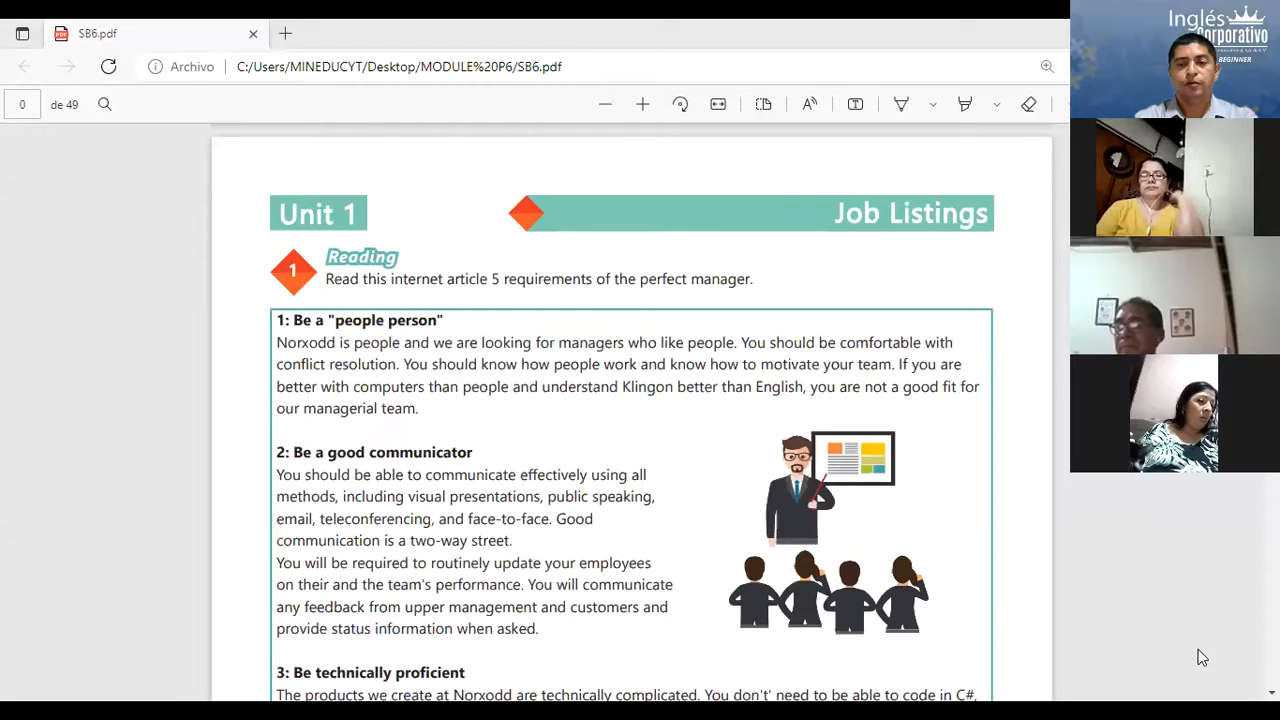 SB6.pdf
Archivo
C:/Users/MINEDUCYT/Desktop/MODULE%20P6/SB6.pdf
0 de 49
Inglés
Corporativo
BEGINNER
Unit 1
Job Listings
1
Reading
Read this internet article 5 requirements of the perfect manager.
1: Be a "people person"
Norxodd is people and we are looking for managers who like people. You should be comfortable with
conflict resolution. You should know how people work and know how to motivate your team. If you are
better with computers than people and understand Klingon better than English, you are not a good fit for
our managerial team.
2: Be a good communicator
You should be able to communicate effectively using all
methods, including visual presentations, public speaking,
email, teleconferencing, and face-to-face. Good
communication is a two-way street.
You will be required to routinely update your employees
on their and the team's performance. You will communicate
any feedback from upper management and customers and
provide status information when asked.
3: Be technically proficient
The products we create at Norxodd are technically complicated. You don't' need to be able to code in C#,